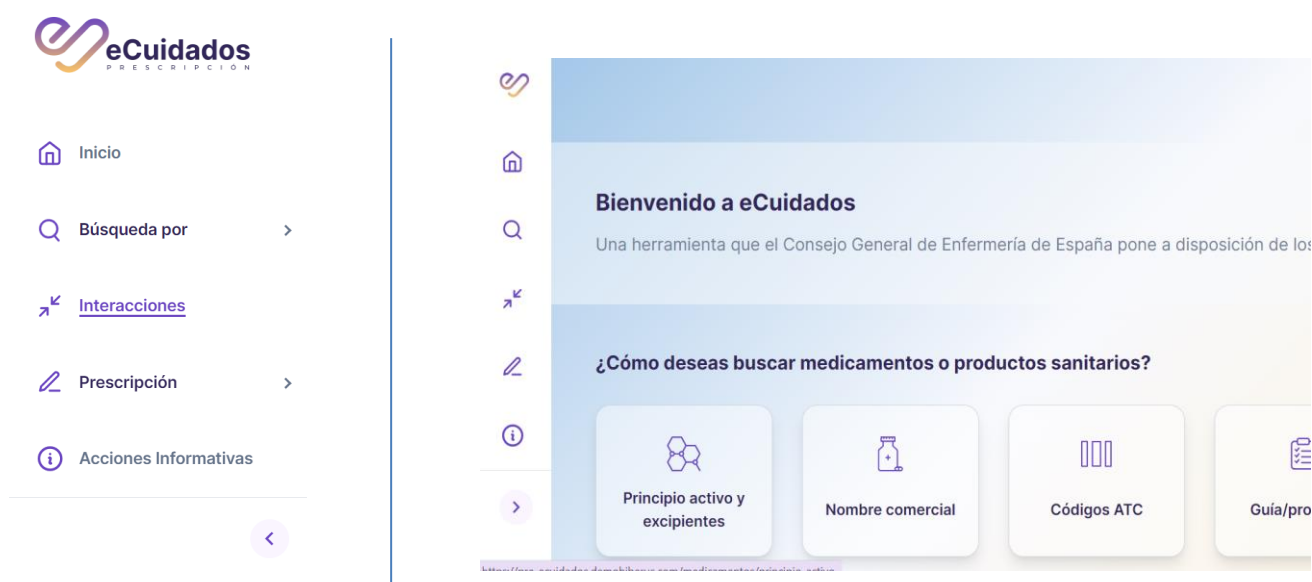 eCuidados
PRESCRIPCIÓN
Inicio
Búsqueda por
Interacciones
Prescripción
Acciones Informativas
Bienvenido a eCuidados
Una herramienta que el Consejo General de Enfermería de España pone a disposición de los
¿Cómo deseas buscar medicamentos o productos sanitarios?
Principio activo y
excipientes
Nombre comercial
Códigos ATC
Guía/pro